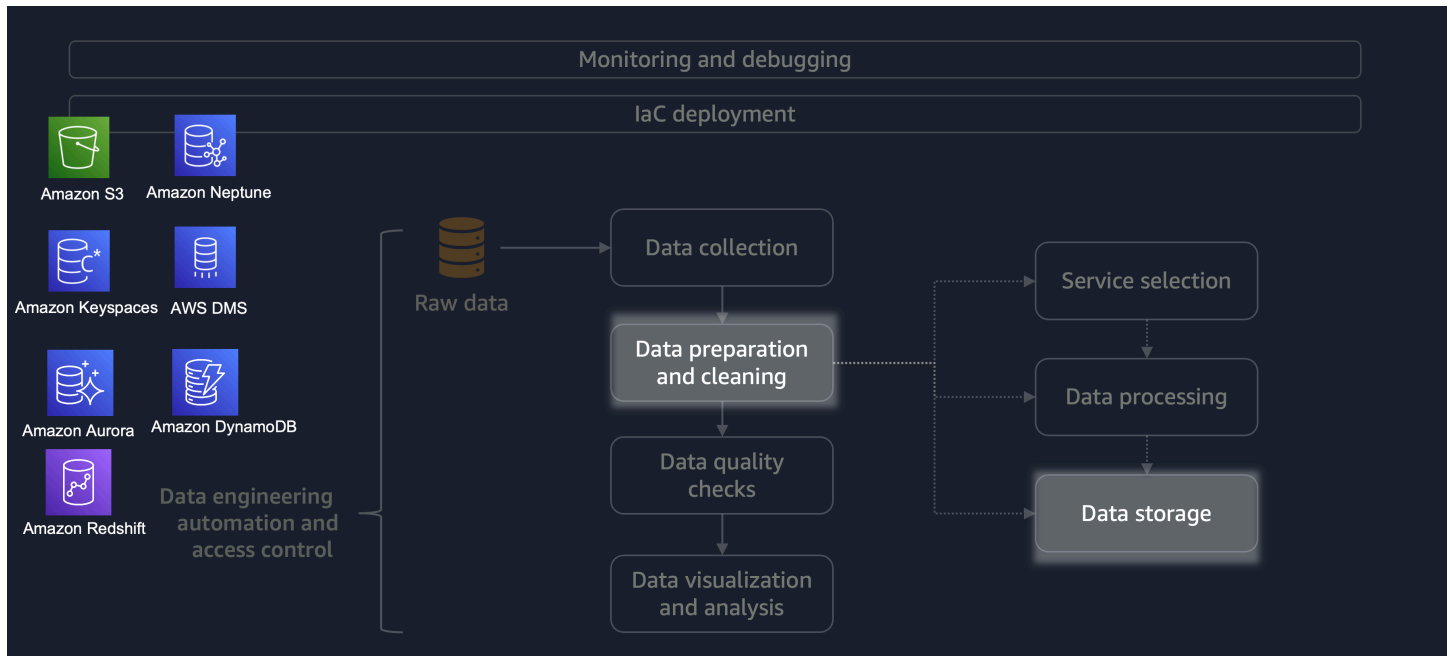 Monitoring and debugging
IaC deployment
Amazon S3
Amazon Neptune
Amazon Keyspaces
AWS DMS
Amazon Aurora
Amazon DynamoDB
Amazon Redshift
C*
Data engineering
automation and
access control
Raw data
Data collection
Data preparation
and cleaning
Data quality
checks
Data visualization
and analysis
Service selection
Data processing
Data storage